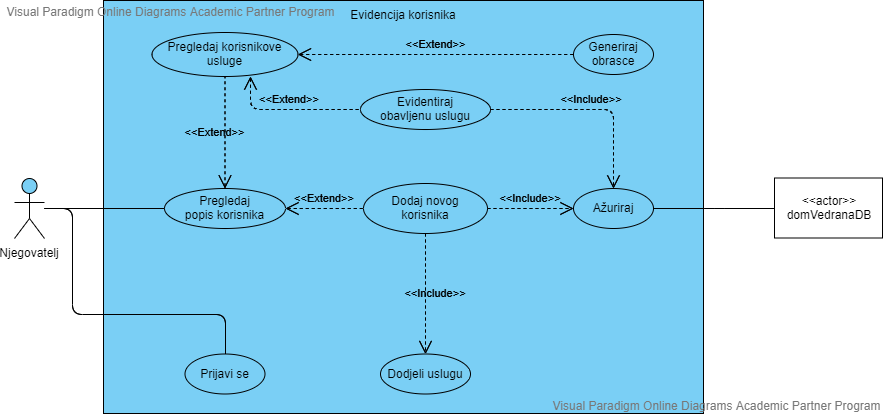 Visual Paradigm Online Diagrams Academic Partner Program
Evidencija korisnika
Pregledaj korisnikove
usluge
<<Extend>>
Generiraj
obrasce
<<Extend>>
Evidentiraj
obavljenu uslugu
<<Include>>
<<Extend>>
Njegovatelj
Pregledaj
popis korisnika
<<Extend>>
Dodaj novog
korisnika
<<Include>>
Ažuriraj
<<actor>>
domVedranaDB
<<Include>>
Prijavi se
Dodjeli uslugu
Visual Paradigm Online Diagrams Academic Partner Program